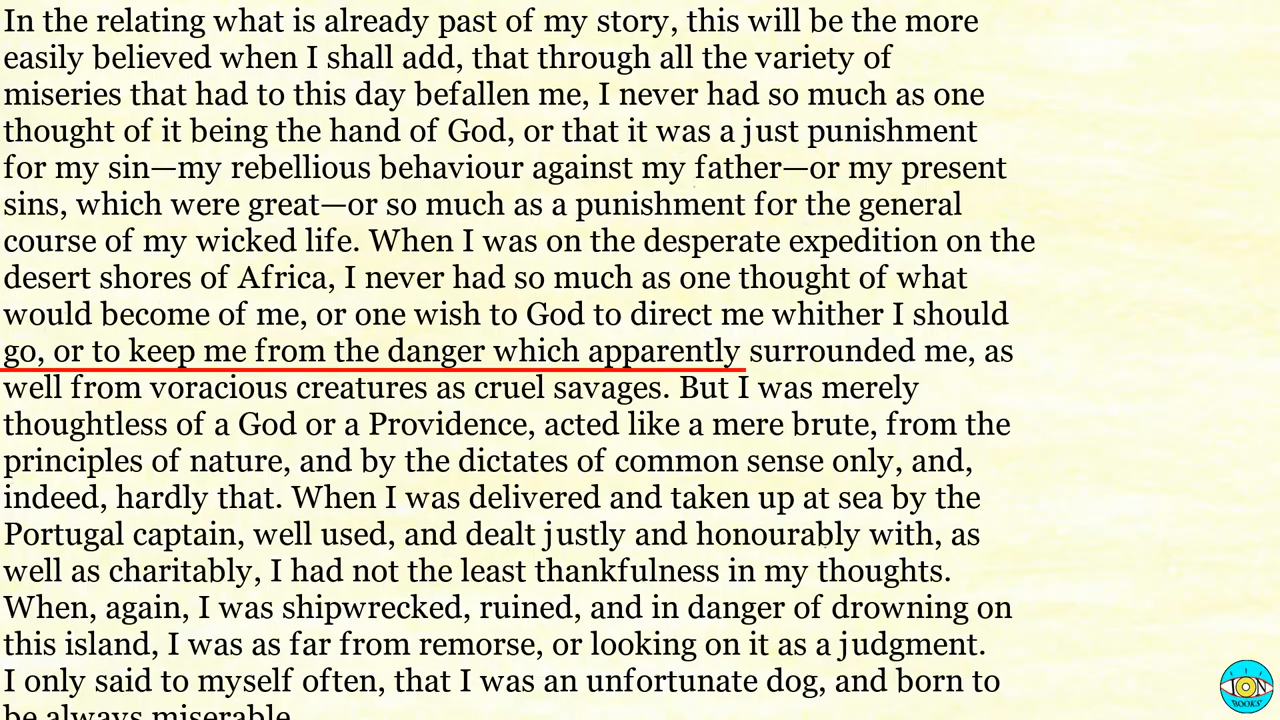 In the relating what is already past of my story, this will be the more
easily believed when I shall add, that through all the variety of
miseries that had to this day befallen me, I never had so much as one
thought of it being the hand of God, or that it was a just punishment
for my sin—my rebellious behaviour against my father—or my present
sins, which were great—or so much as a punishment for the general
course of my wicked life. When I was on the desperate expedition on the
desert shores of Africa, I never had so much as one thought of what
would become of me, or one wish to God to direct me whither I should
go, or to keep me from the danger which apparently surrounded me, as
well from voracious creatures as cruel savages. But I was merely
thoughtless of a God or a Providence, acted like a mere brute, from the
principles of nature, and by the dictates of common sense only, and,
indeed, hardly that. When I was delivered and taken up at sea by the
Portugal captain, well used, and dealt justly and honourably with, as
well as charitably, I had not the least thankfulness in my thoughts.
When, again, I was shipwrecked, ruined, and in danger of drowning on
this island, I was as far from remorse, or looking on it as a judgment.
I only said to myself often, that I was an unfortunate dog, and born to
be always miserable.
ION
BOOKS